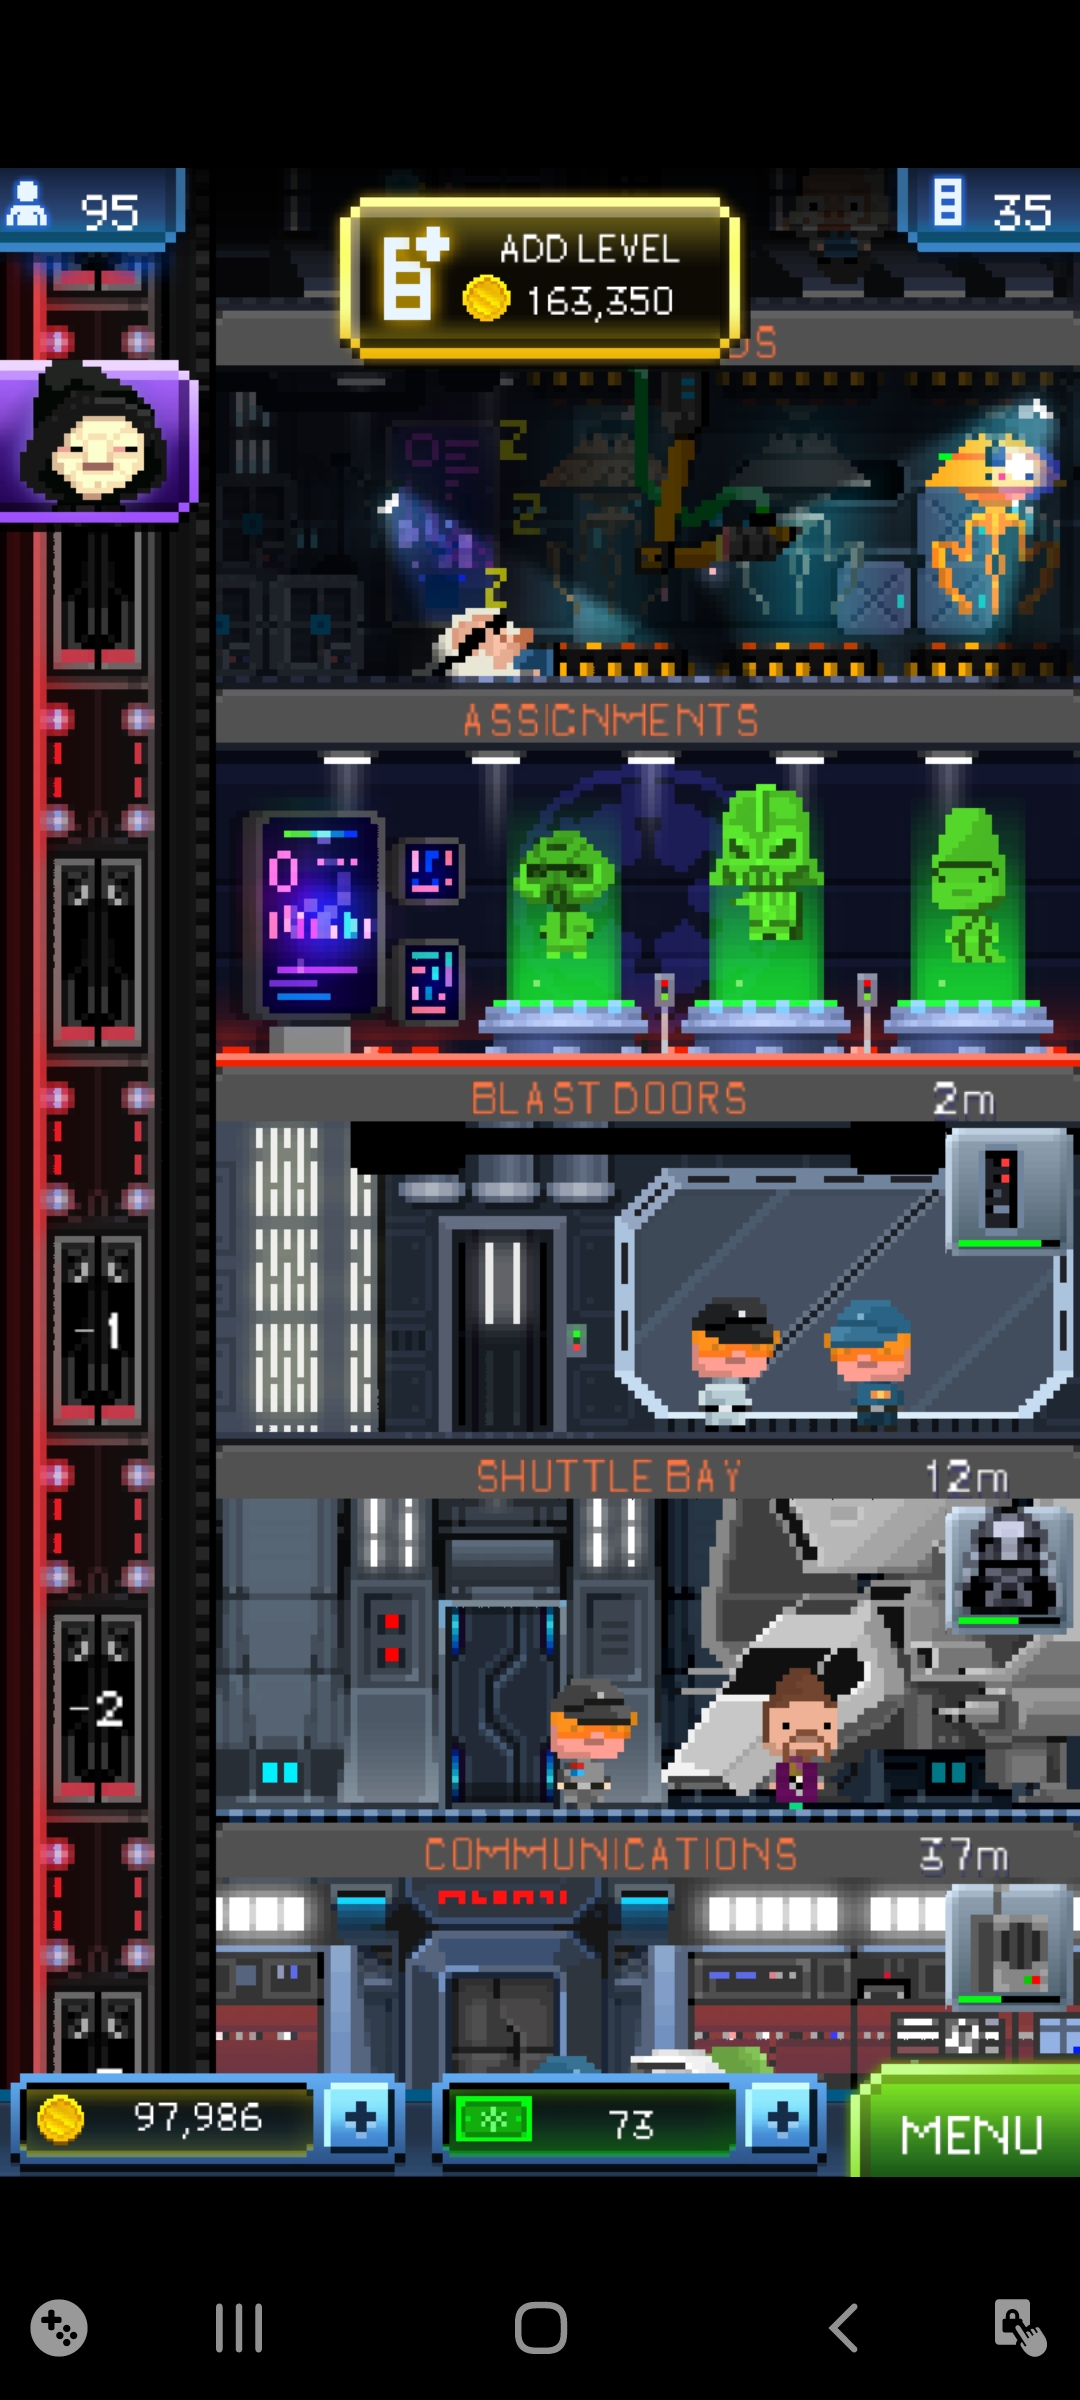 95
ADD LEVEL
163,350
35
DS
Z
Z
Z
ASSIGNMENTS
BLAST DOORS 2m
-1
SHUTTLE BAY 12m
-2
COMMUNICATIONS 37m
97,986 + 73 + MENU